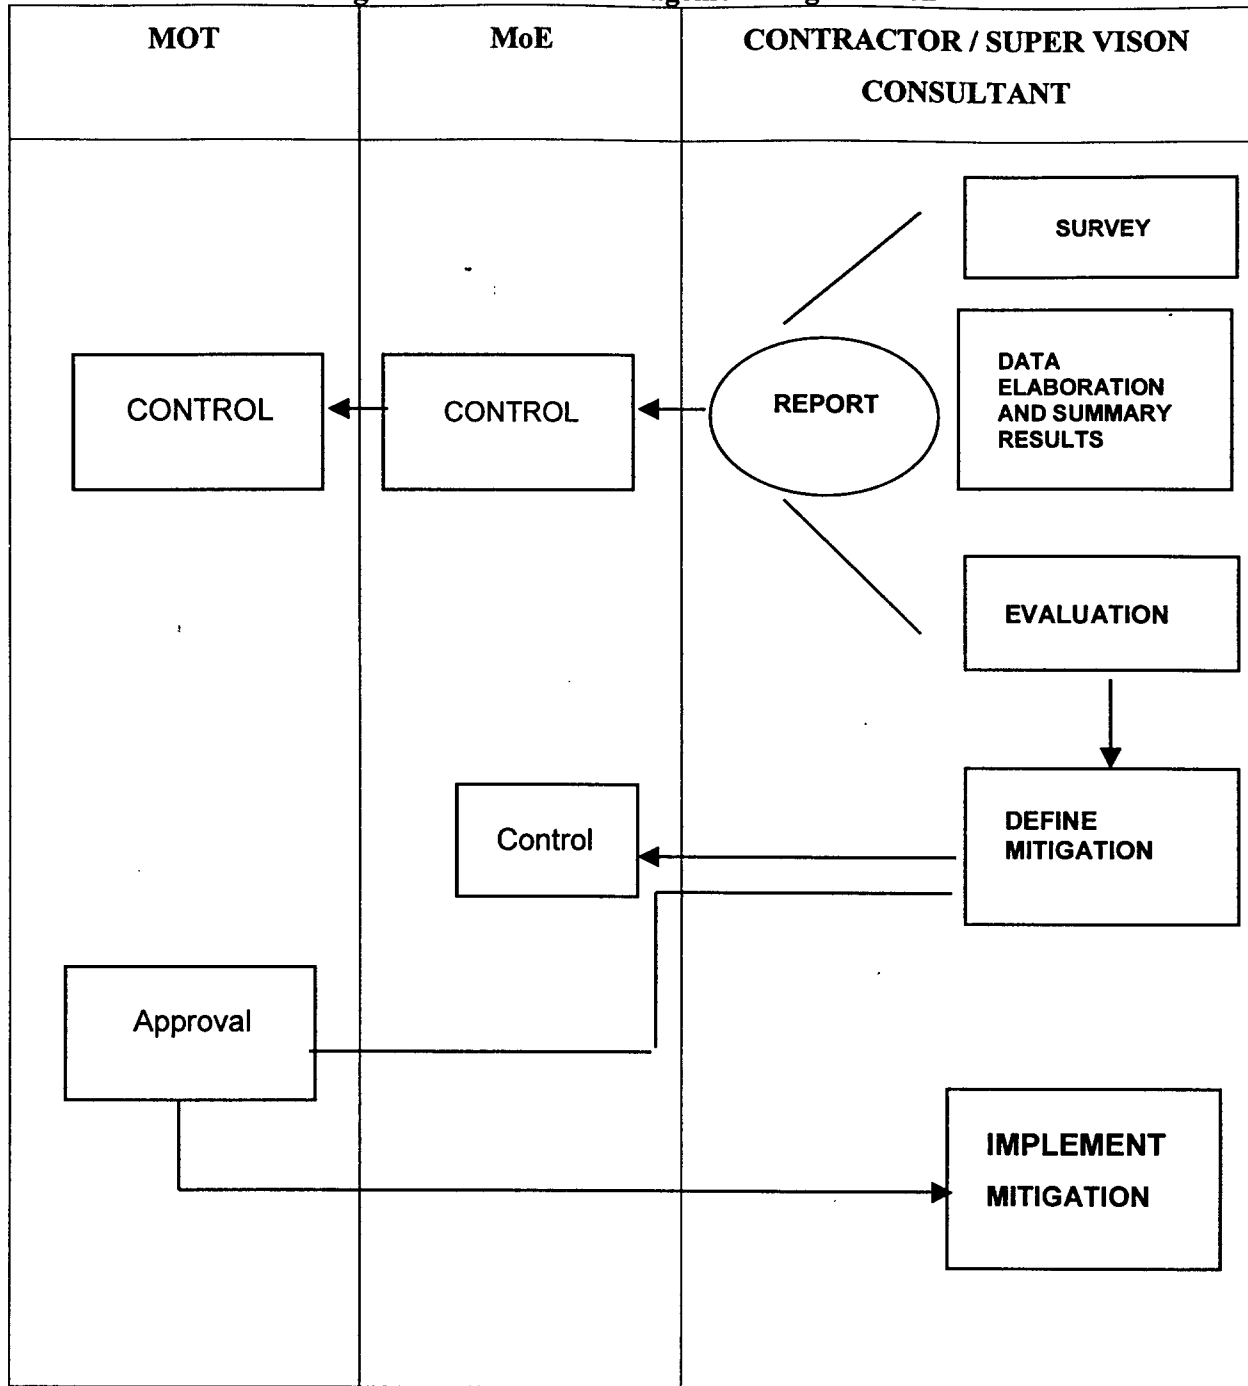 MOT
MoE
CONTRACTOR / SUPER VISON
CONSULTANT
SURVEY
DATA
ELABORATION
AND SUMMARY
RESULTS
REPORT
CONTROL
CONTROL
EVALUATION
DEFINE
MITIGATION
Control
Approval
IMPLEMENT
MITIGATION